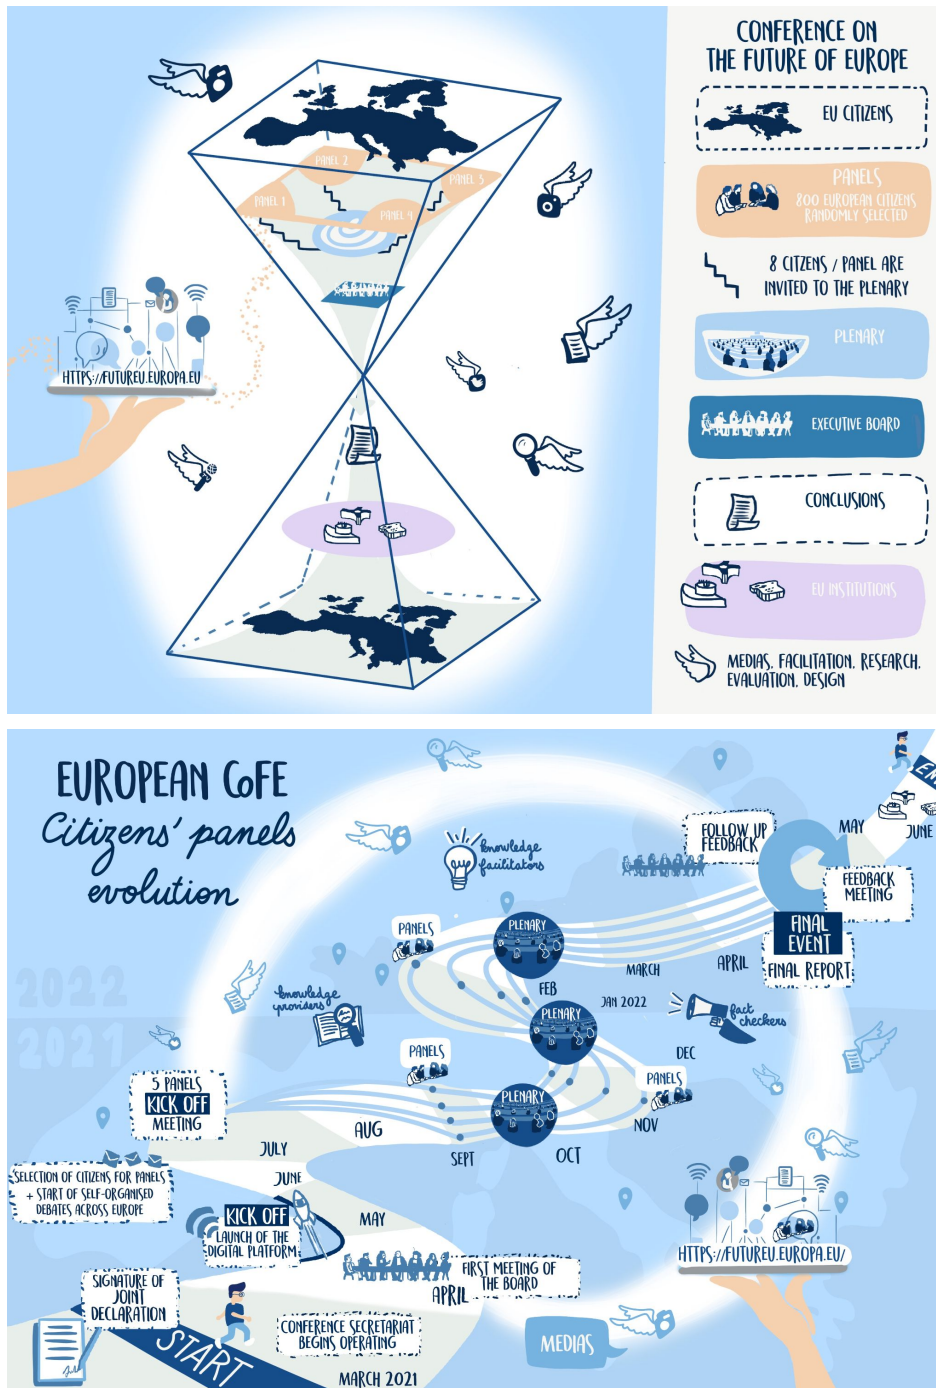 CONFERENCE ON
THE FUTURE OF EUROPE
EU CITIZENS
PANELS
800 EUROPEAN CITIZENS
RANDOMLY SELECTED
8 CITZENS / PANEL ARE
INVITED TO THE PLENARY
PLENARY
EXECUTIVE BOARD
CONCLUSIONS
EU INSTITUTIONS
MEDIAS, FACILITATION, RESEARCH,
EVALUATION, DESIGN
PANEL 2
PANEL 3
PANEL 1
PANEL 4
HTTPS://FUTUREU.EUROPA.EU
EUROPEAN CoFE
Citizens' panels
evolution
knowledge
facilitators
FOLLOW UP
FEEDBACK
MAY
JUNE
FEEDBACK
MEETING
FINAL
EVENT
FINAL REPORT
PANELS
PLENARY
MARCH
APRIL
FEB
JAN 2022
2022
2021
knowledge
providers
PLENARY
fact
checkers
DEC
PANELS
PANELS
5 PANELS
KICK OFF
MEETING
PLENARY
NOV
AUG
SEPT
OCT
JULY
JUNE
SELECTION OF CITIZENS FOR PANELS
+ START OF SELF-ORGANISED
DEBATES ACROSS EUROPE
KICK OFF
LAUNCH OF THE
DIGITAL PLATFORM
MAY
HTTPS://FUTUREU.EUROPA.EU/
SIGNATURE OF
JOINT
DECLARATION
FIRST MEETING OF
THE BOARD
APRIL
CONFERENCE SECRETARIAT
BEGINS OPERATING
MEDIAS
START
MARCH 2021